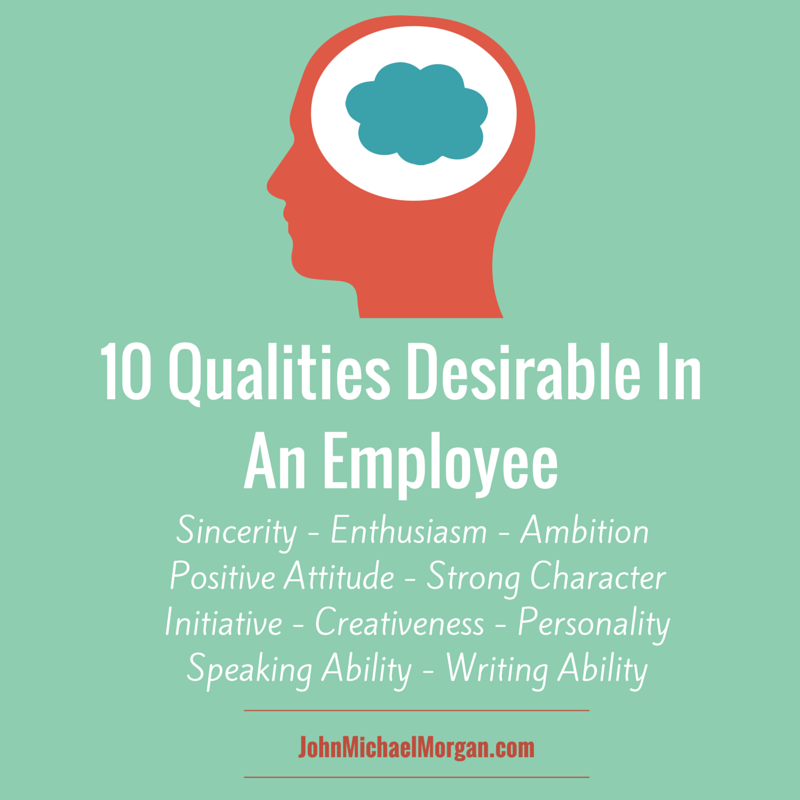 10 Qualities Desirable In
An Employee
Sincerity - Enthusiasm - Ambition
Positive Attitude - Strong Character
Initiative - Creativeness - Personality
Speaking Ability - Writing Ability
JohnMichaelMorgan.com